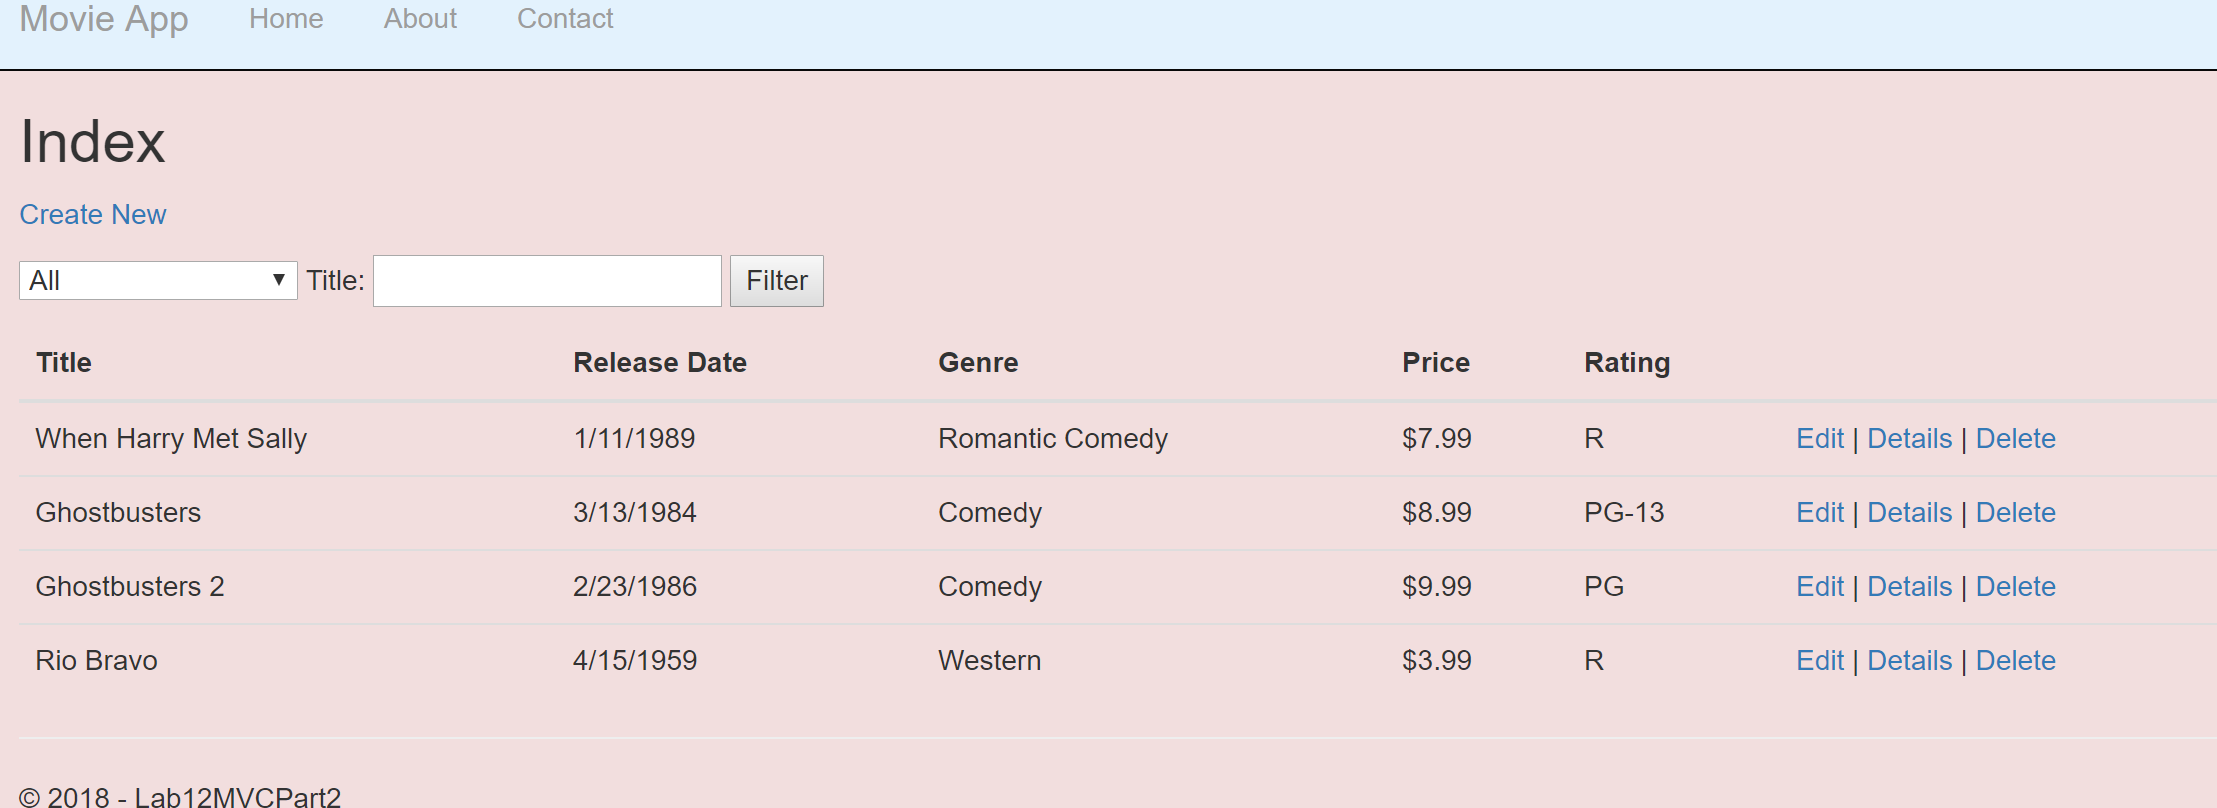 Movie App Home About Contact
Index
Create New
All Title: Filter
Title Release Date Genre Price Rating
When Harry Met Sally 1/11/1989 Romantic Comedy $7.99 R Edit | Details | Delete
Ghostbusters 3/13/1984 Comedy $8.99 PG-13 Edit | Details | Delete
Ghostbusters 2 2/23/1986 Comedy $9.99 PG Edit | Details | Delete
Rio Bravo 4/15/1959 Western $3.99 R Edit | Details | Delete
© 2018 - Lab12MVCPart2